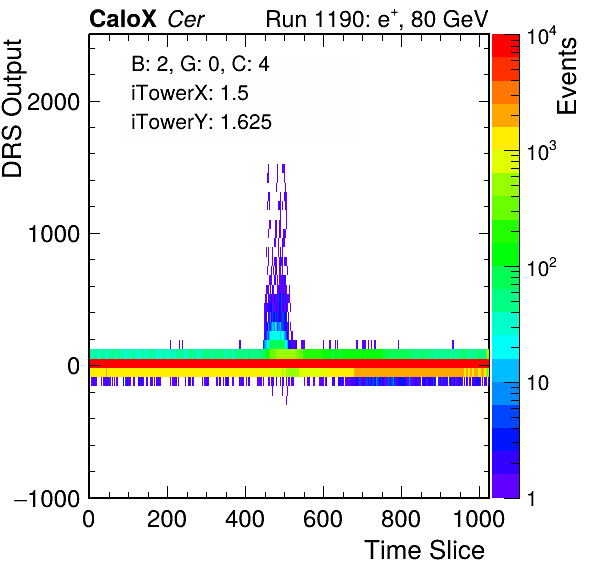 CaloX Cer Run 1190: e⁺, 80 GeV
B: 2, G: 0, C: 4
iTowerX: 1.5
iTowerY: 1.625
DRS Output
2000
1000
0
−1000
0 200 400 600 800 1000
Time Slice
10⁴
10³
10²
10
1
Events